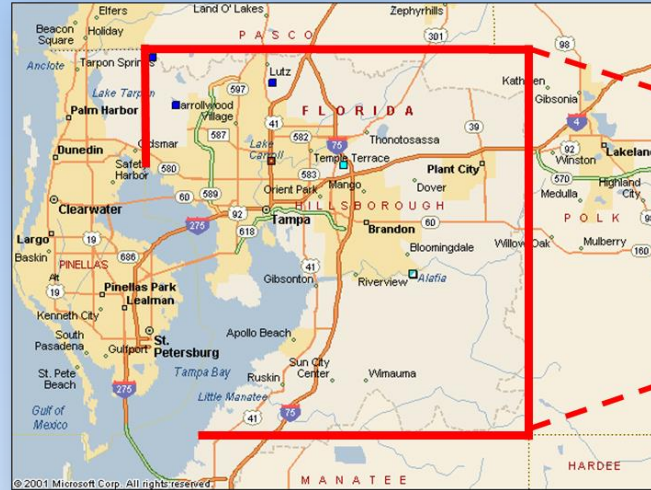 Elfers
Land O' Lakes
Zephyrhills
Beacon
Square
Holiday
PASCO
301
98
Anclote
Tarpon Springs
Lutz
Kathleen
Gibsonia
Lake Tarpon
597
Carrollwood
Village
41
FLORIDA
4
Palm Harbor
587
Lake
Carroll
582
75
Thonotosassa
39
92
Lakeland
Dunedin
Oldsmar
Temple Terrace
Winston
Safety
Harbor
580
583
Plant City
570
Highland
City
Orient Park
Mango
Dover
Medulla
Clearwater
60
589
92
HILLSBOROUGH
POLK
98
275
Tampa
60
Largo
19
618
Brandon
Willow Oak
Mulberry
160
Baskin
686
Bloomingdale
PINELLAS
41
Alt
19
Pinellas Park
Gibsonton
Riverview
Alafia
Lealman
Kenneth City
South
Pasadena
Gulfport
St.
Petersburg
Apollo Beach
St. Pete
Beach
Tampa Bay
Sun City
Center
Wimauma
275
Ruskin
Little Manatee
Gulf of
Mexico
41
75
MANATEE
HARDEE
© 2001 Microsoft Corp. All rights reserved.